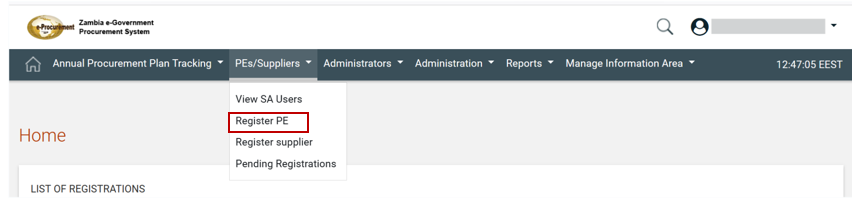 e-Procurement
Zambia e-Government
Procurement System
Annual Procurement Plan Tracking PEs/Suppliers Administrators Administration Reports Manage Information Area 12:47:05 EEST
View SA Users
Register PE
Register supplier
Pending Registrations
Home
LIST OF REGISTRATIONS